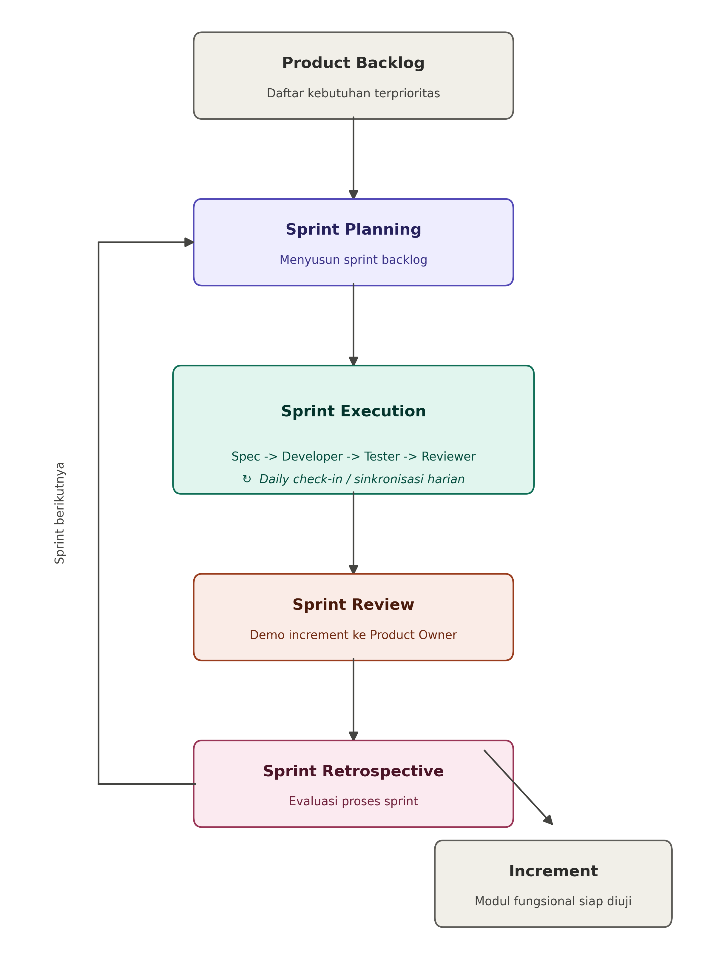 Product Backlog
Daftar kebutuhan terprioritas
Sprint Planning
Menyusun sprint backlog
Sprint Execution
Spec -> Developer -> Tester -> Reviewer
↻ Daily check-in / sinkronisasi harian
Sprint berikutnya
Sprint Review
Demo increment ke Product Owner
Sprint Retrospective
Evaluasi proses sprint
Increment
Modul fungsional siap diuji